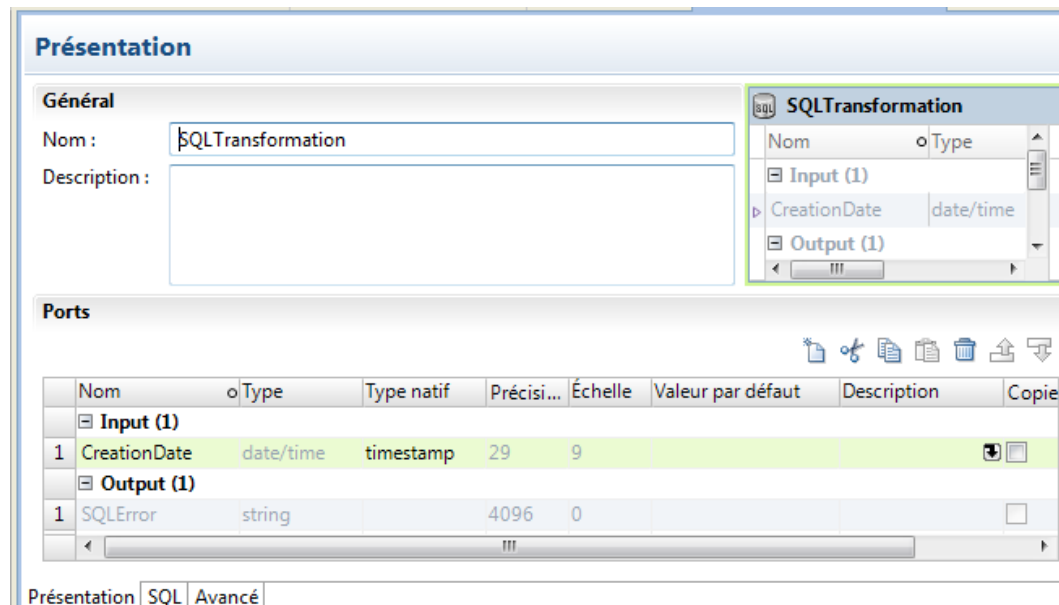 Présentation
Général
Nom :
SQLTransformation
Description :
sql SQLTransformation
Nom Type
Input (1)
CreationDate date/time
Output (1)
Ports
Nom Type Type natif Précisi... Échelle Valeur par défaut Description Copie
Input (1)
1 CreationDate date/time timestamp 29 9
Output (1)
1 SQLError string 4096 0
Présentation SQL Avancé